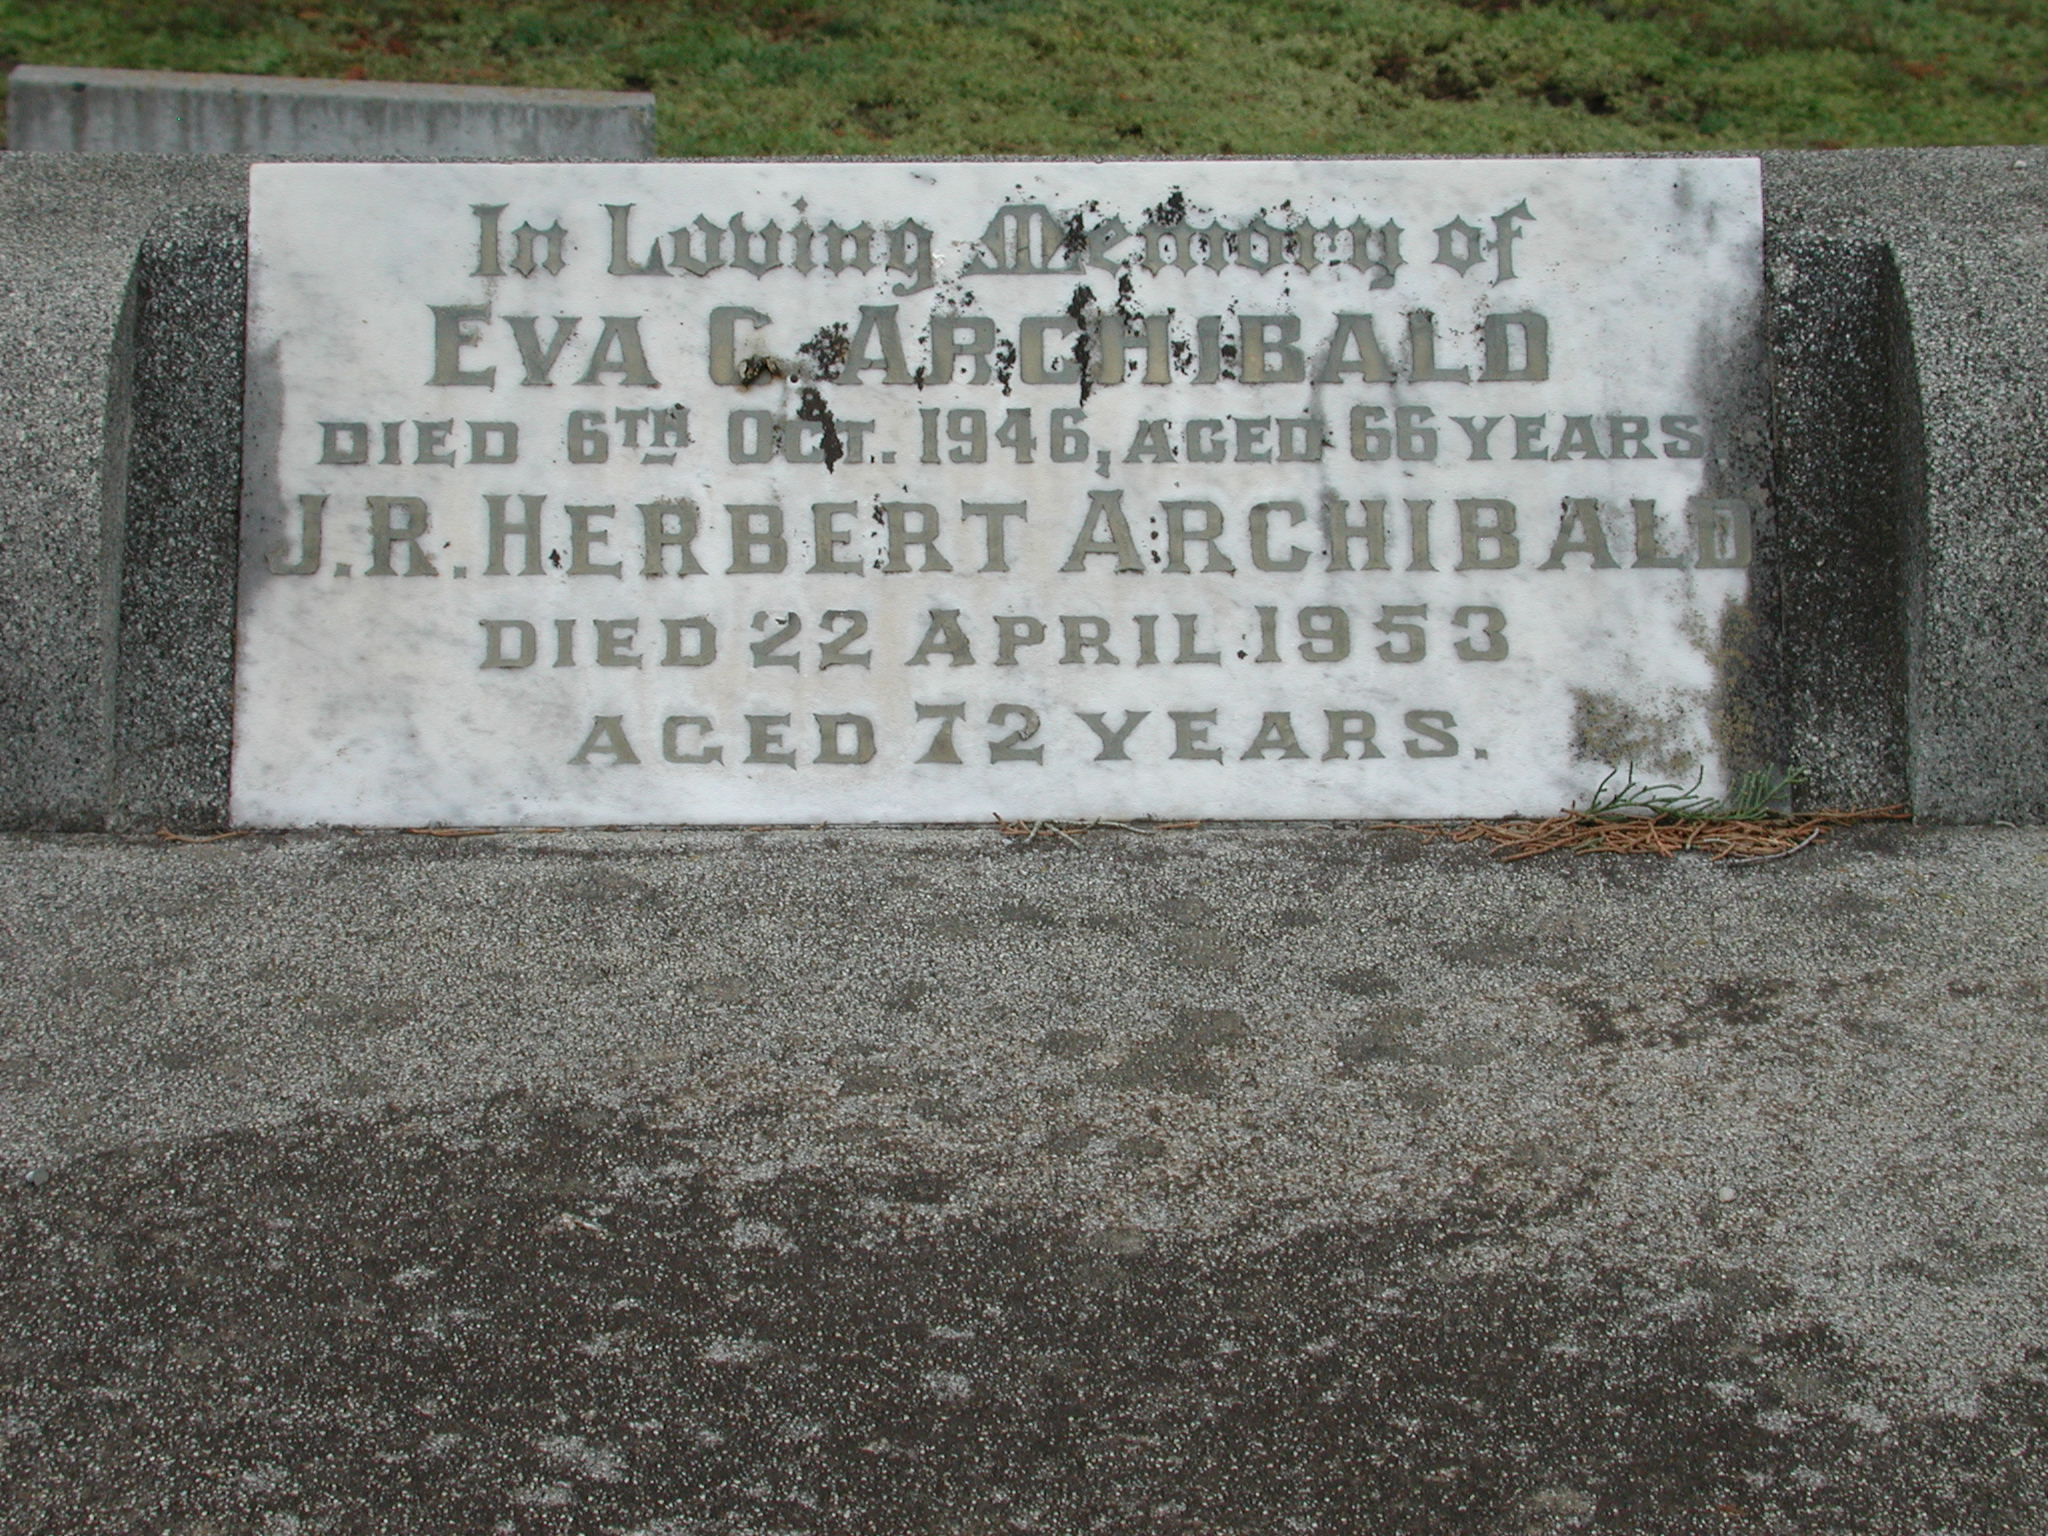 In Loving Memory of
EVA C. ARCHIBALD
DIED 6TH OCT. 1946, AGED 66 YEARS
J.R. HERBERT ARCHIBALD
DIED 22 APRIL 1953
AGED 72 YEARS.